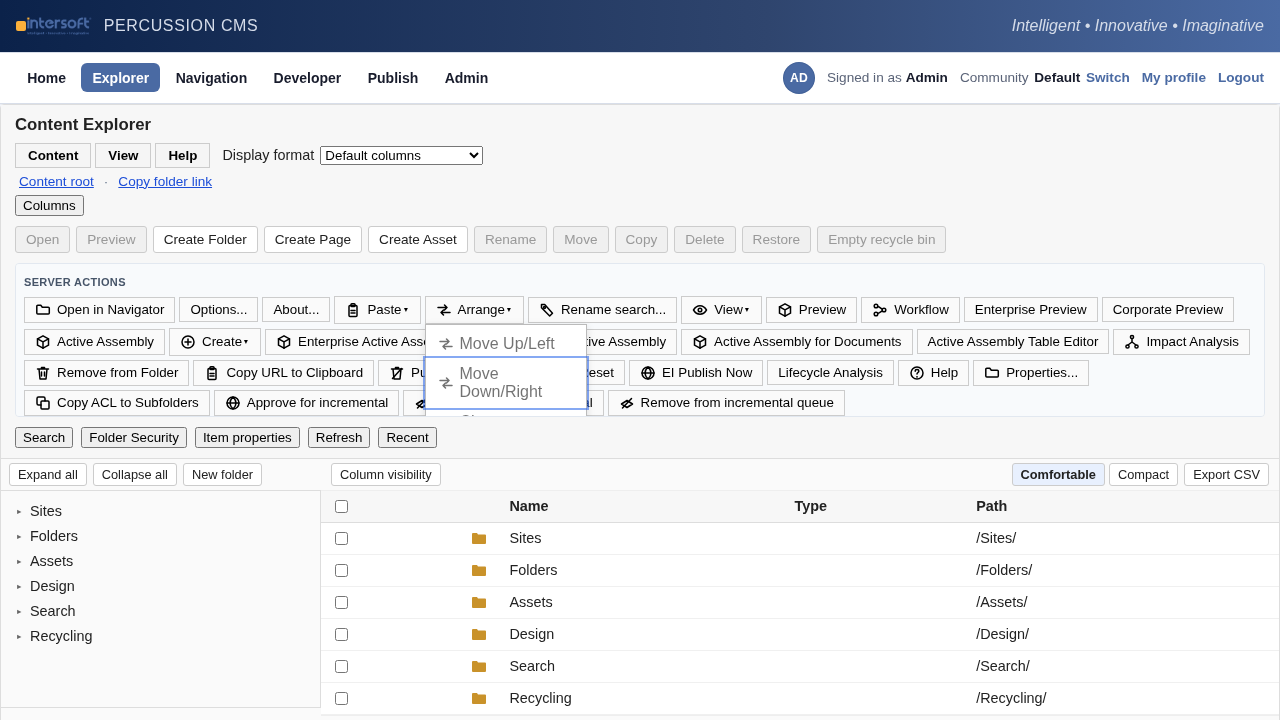 intersoft PERCUSSION CMS Intelligent • Innovative • Imaginative
Home Explorer Navigation Developer Publish Admin AD Signed in as Admin Community Default Switch My profile Logout
Content Explorer
Content View Help Display format Default columns
Content root · Copy folder link
Columns
Open Preview Create Folder Create Page Create Asset Rename Move Copy Delete Restore Empty recycle bin
SERVER ACTIONS
Open in Navigator Options... About... Paste Arrange Rename search... View Preview Workflow Enterprise Preview Corporate Preview
Active Assembly Create Enterprise Active Asse ive Assembly Active Assembly for Documents Active Assembly Table Editor Impact Analysis
Move Up/Left
Remove from Folder Copy URL to Clipboard Pu eset EI Publish Now Lifecycle Analysis Help Properties...
Move
Down/Right
Copy ACL to Subfolders Approve for incremental al Remove from incremental queue
Search Folder Security Item properties Refresh Recent
Expand all Collapse all New folder Column visibility Comfortable Compact Export CSV
Name Type Path
Sites
Folders
Assets
Design
Search
Recycling
Sites /Sites/
Folders /Folders/
Assets /Assets/
Design /Design/
Search /Search/
Recycling /Recycling/